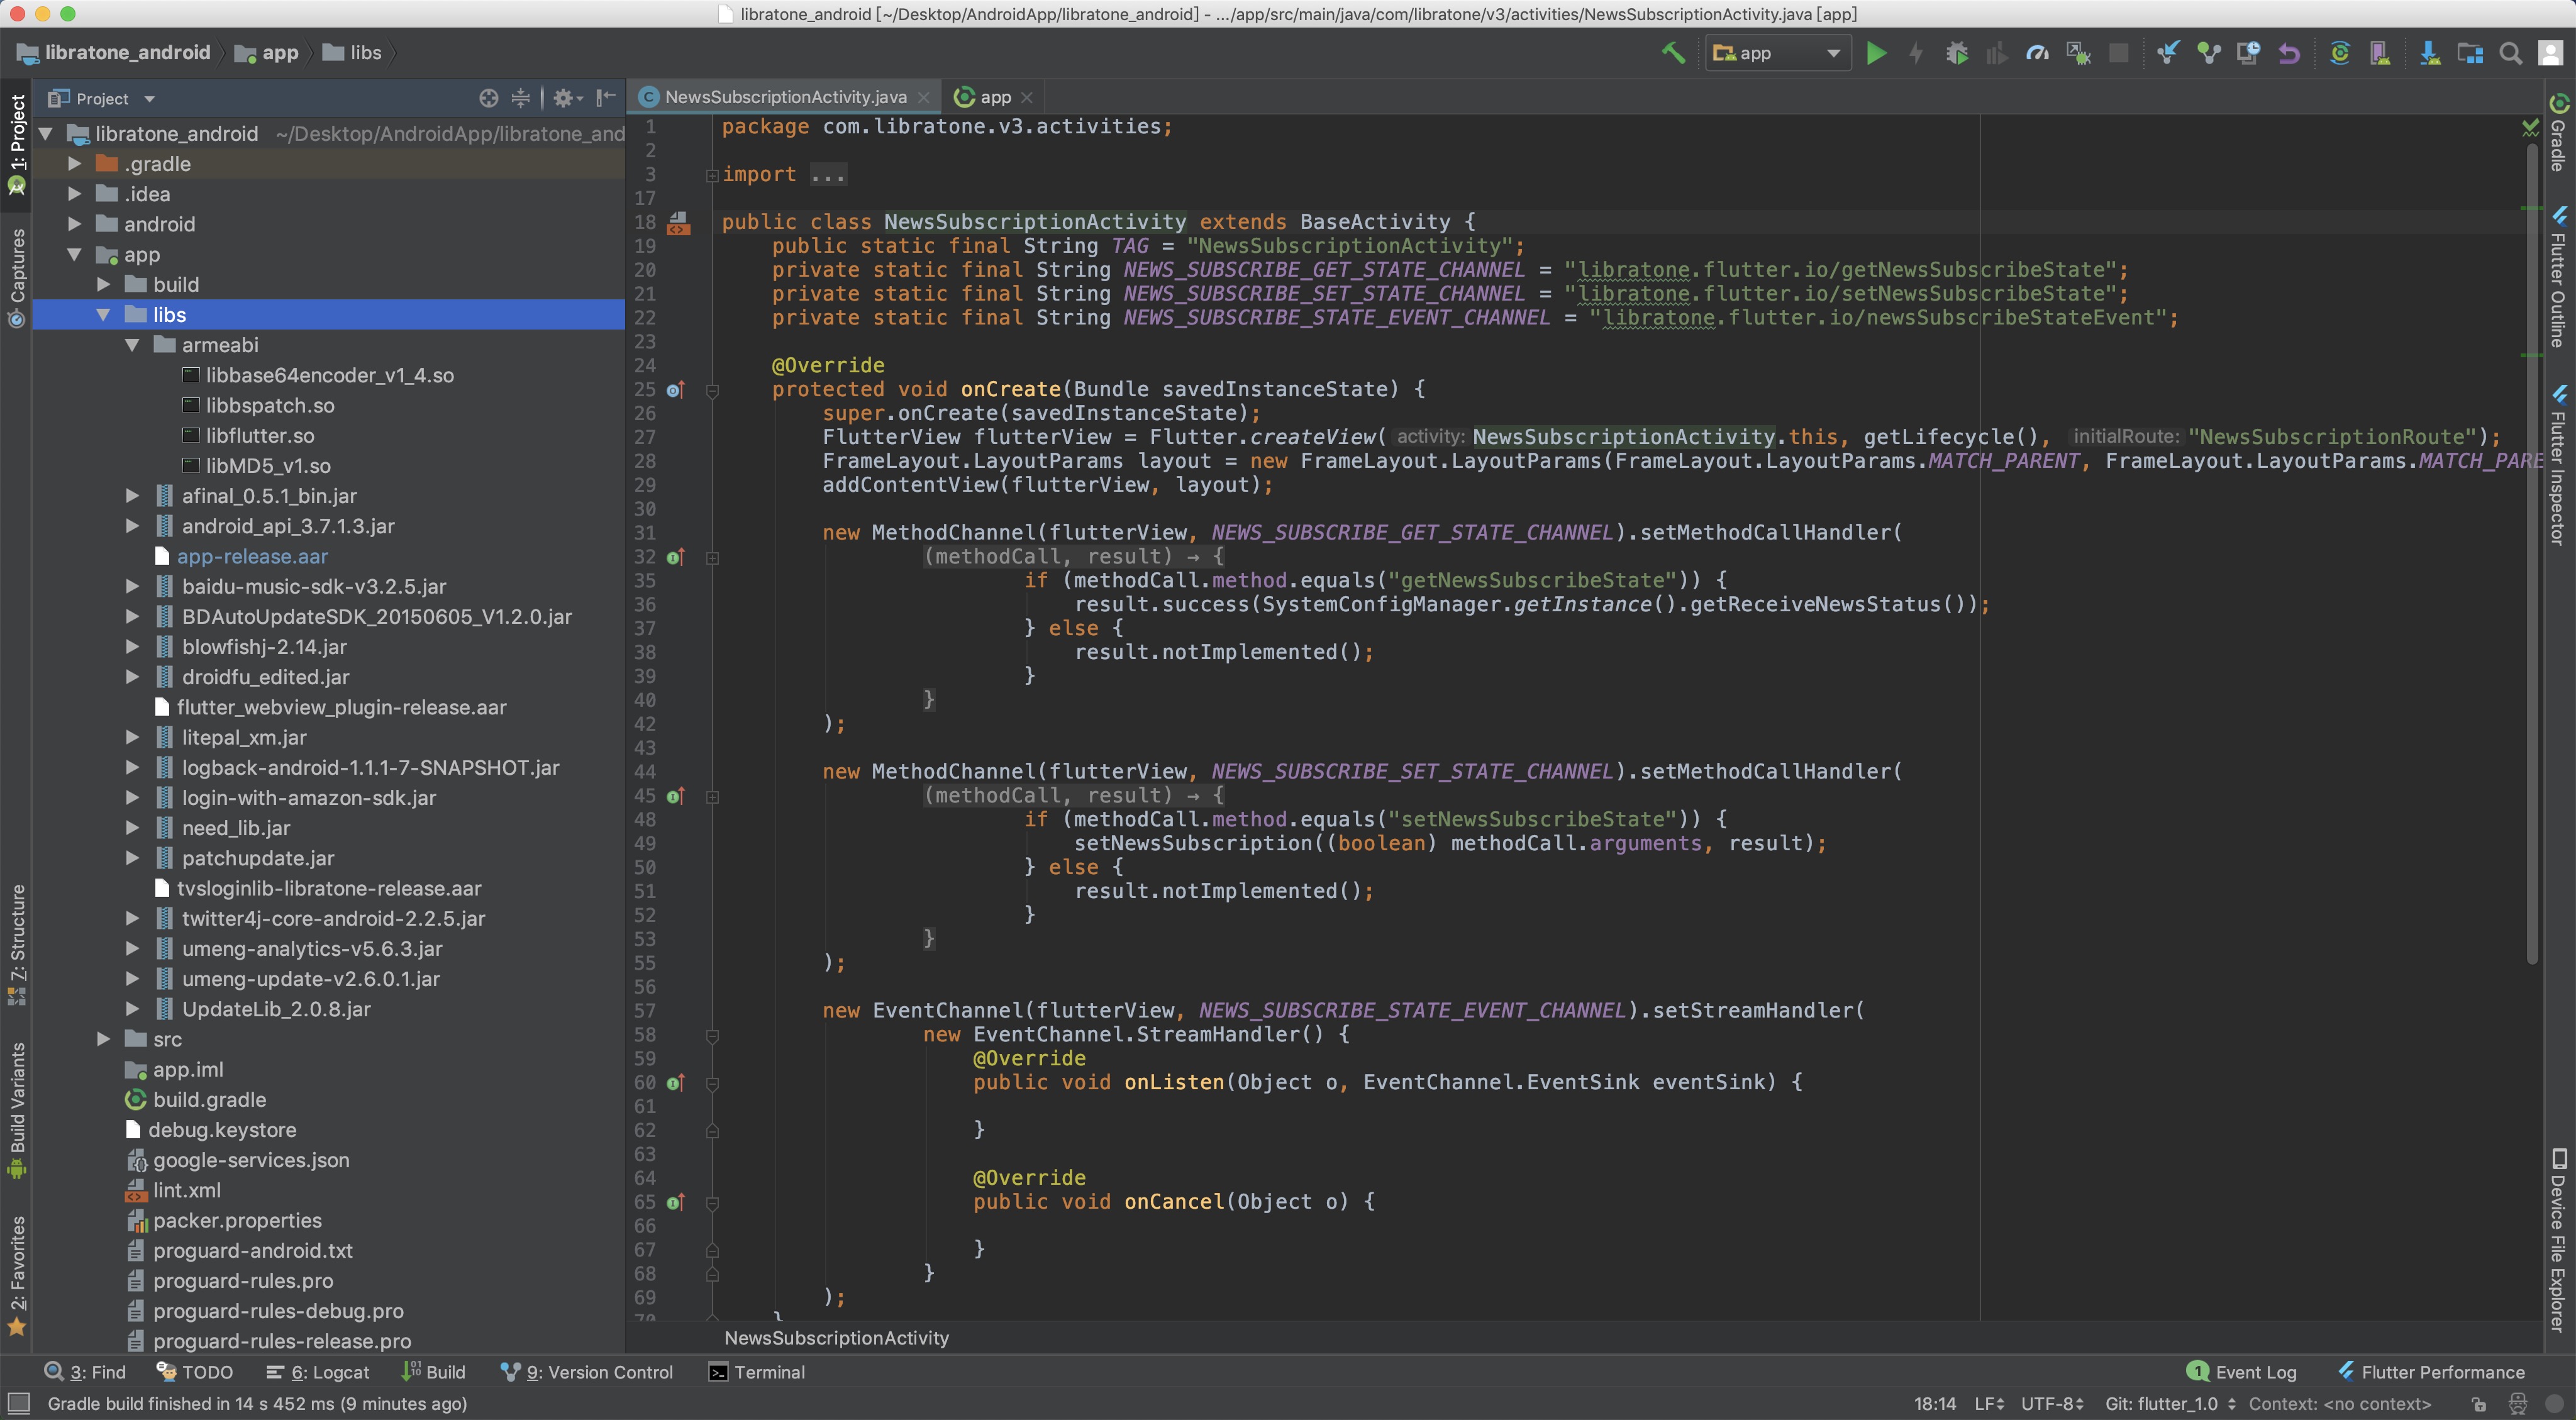 libratone_android [~/Desktop/AndroidApp/libratone_android] - .../app/src/main/java/com/libratone/v3/activities/NewsSubscriptionActivity.java [app]
libratone_android app libs
app
Project
NewsSubscriptionActivity.java
app
1: Project
Captures
7: Structure
Build Variants
2: Favorites
libratone_android ~/Desktop/AndroidApp/libratone_and
.gradle
.idea
android
app
build
libs
armeabi
libbase64encoder_v1_4.so
libbspatch.so
libflutter.so
libMD5_v1.so
afinal_0.5.1_bin.jar
android_api_3.7.1.3.jar
app-release.aar
baidu-music-sdk-v3.2.5.jar
BDAutoUpdateSDK_20150605_V1.2.0.jar
blowfishj-2.14.jar
droidfu_edited.jar
flutter_webview_plugin-release.aar
litepal_xm.jar
logback-android-1.1.1-7-SNAPSHOT.jar
login-with-amazon-sdk.jar
need_lib.jar
patchupdate.jar
tvsloginlib-libratone-release.aar
twitter4j-core-android-2.2.5.jar
umeng-analytics-v5.6.3.jar
umeng-update-v2.6.0.1.jar
UpdateLib_2.0.8.jar
src
app.iml
build.gradle
debug.keystore
google-services.json
lint.xml
packer.properties
proguard-android.txt
proguard-rules.pro
proguard-rules-debug.pro
proguard-rules-release.pro
1 package com.libratone.v3.activities;
2
3 import ...
17
18 public class NewsSubscriptionActivity extends BaseActivity {
19 public static final String TAG = "NewsSubscriptionActivity";
20 private static final String NEWS_SUBSCRIBE_GET_STATE_CHANNEL = "libratone.flutter.io/getNewsSubscribeState";
21 private static final String NEWS_SUBSCRIBE_SET_STATE_CHANNEL = "libratone.flutter.io/setNewsSubscribeState";
22 private static final String NEWS_SUBSCRIBE_STATE_EVENT_CHANNEL = "libratone.flutter.io/newsSubscribeStateEvent";
23
24 @Override
25 protected void onCreate(Bundle savedInstanceState) {
26 super.onCreate(savedInstanceState);
27 FlutterView flutterView = Flutter.createView( activity: NewsSubscriptionActivity.this, getLifecycle(), initialRoute: "NewsSubscriptionRoute");
28 FrameLayout.LayoutParams layout = new FrameLayout.LayoutParams(FrameLayout.LayoutParams.MATCH_PARENT, FrameLayout.LayoutParams.MATCH_PARE
29 addContentView(flutterView, layout);
30
31 new MethodChannel(flutterView, NEWS_SUBSCRIBE_GET_STATE_CHANNEL).setMethodCallHandler(
32 (methodCall, result) → {
35 if (methodCall.method.equals("getNewsSubscribeState")) {
36 result.success(SystemConfigManager.getInstance().getReceiveNewsStatus());
37 } else {
38 result.notImplemented();
39 }
40 }
42 );
43
44 new MethodChannel(flutterView, NEWS_SUBSCRIBE_SET_STATE_CHANNEL).setMethodCallHandler(
45 (methodCall, result) → {
48 if (methodCall.method.equals("setNewsSubscribeState")) {
49 setNewsSubscription((boolean) methodCall.arguments, result);
50 } else {
51 result.notImplemented();
52 }
53 }
55 );
56
57 new EventChannel(flutterView, NEWS_SUBSCRIBE_STATE_EVENT_CHANNEL).setStreamHandler(
58 new EventChannel.StreamHandler() {
59 @Override
60 public void onListen(Object o, EventChannel.EventSink eventSink) {
61
62 }
63
64 @Override
65 public void onCancel(Object o) {
66
67 }
68 }
69 );
70 }
NewsSubscriptionActivity
Gradle
Flutter Outline
Flutter Inspector
Device File Explorer
3: Find TODO 6: Logcat Build 9: Version Control Terminal 1 Event Log Flutter Performance
Gradle build finished in 14 s 452 ms (9 minutes ago) 18:14 LF UTF-8 Git: flutter_1.0 Context: <no context>